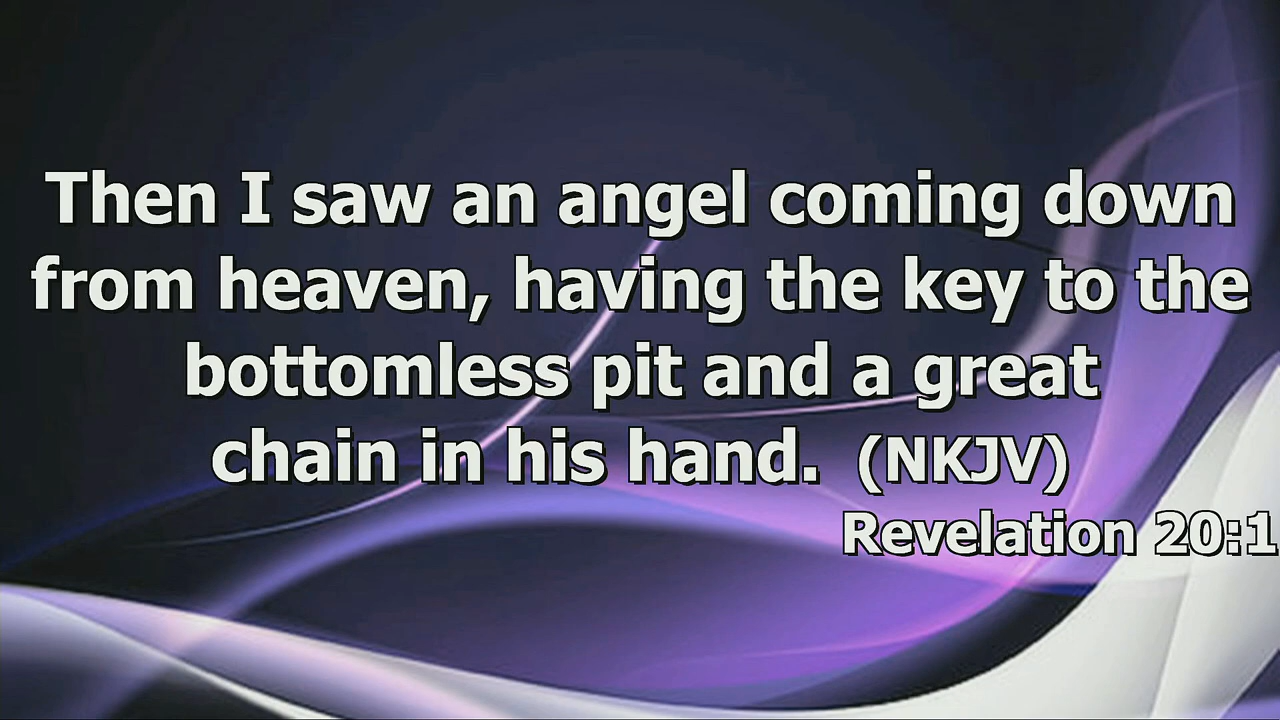 Then I saw an angel coming down
from heaven, having the key to the
bottomless pit and a great
chain in his hand. (NKJV)
Revelation 20:1